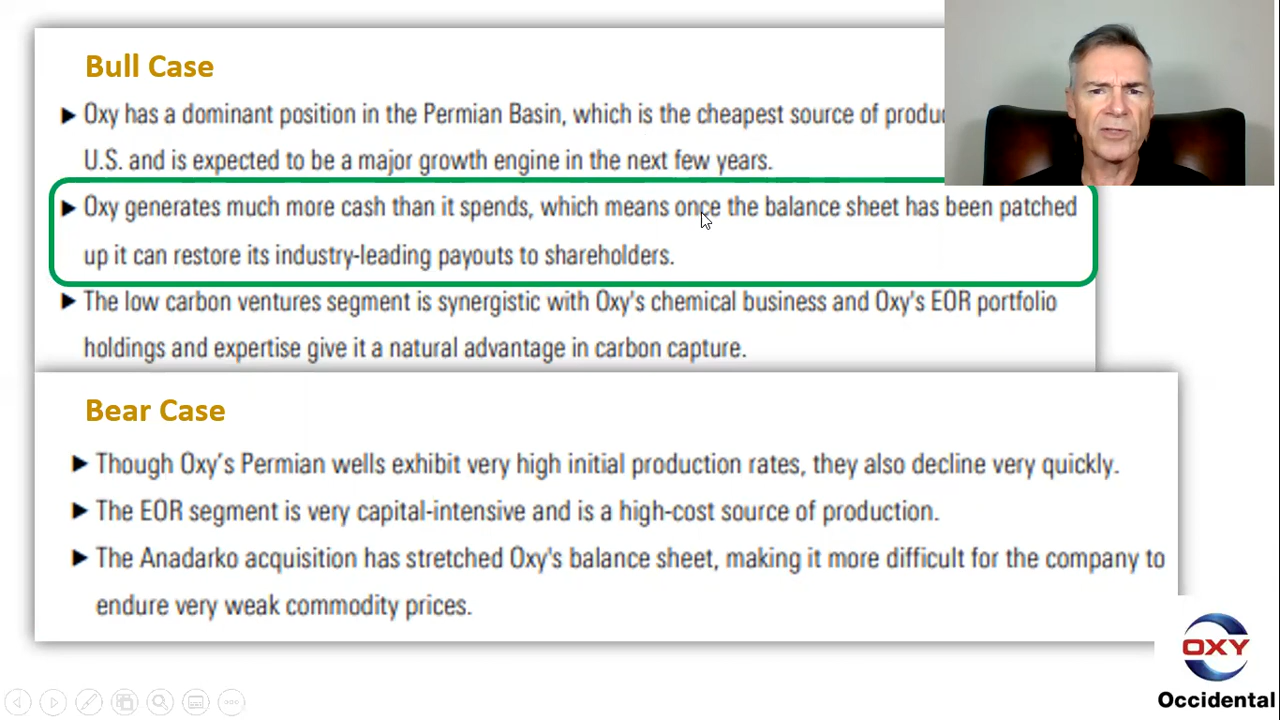 Bull Case
▶ Oxy has a dominant position in the Permian Basin, which is the cheapest source of
U.S. and is expected to be a major growth engine in the next few years.
▶ Oxy generates much more cash than it spends, which means once the balance sheet has been patched
up it can restore its industry-leading payouts to shareholders.
▶ The low carbon ventures segment is synergistic with Oxy's chemical business and Oxy's EOR portfolio
holdings and expertise give it a natural advantage in carbon capture.
Bear Case
▶ Though Oxy's Permian wells exhibit very high initial production rates, they also decline very quickly.
▶ The EOR segment is very capital-intensive and is a high-cost source of production.
▶ The Anadarko acquisition has stretched Oxy's balance sheet, making it more difficult for the company to
endure very weak commodity prices.
OXY
Occidental